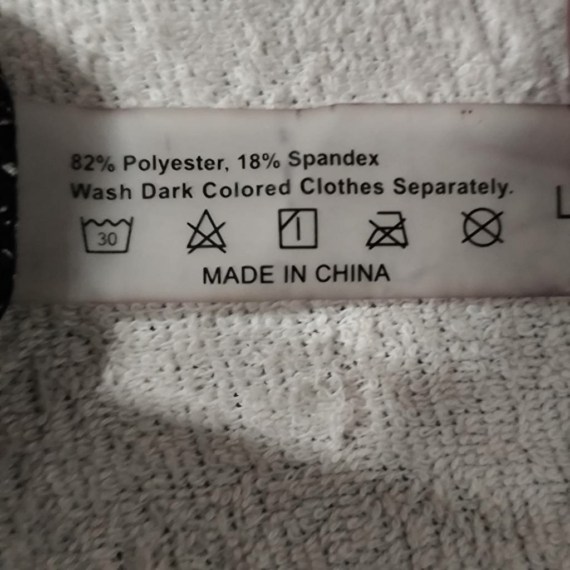 82% Polyester, 18% Spandex
Wash Dark Colored Clothes Separately.
30
MADE IN CHINA
L